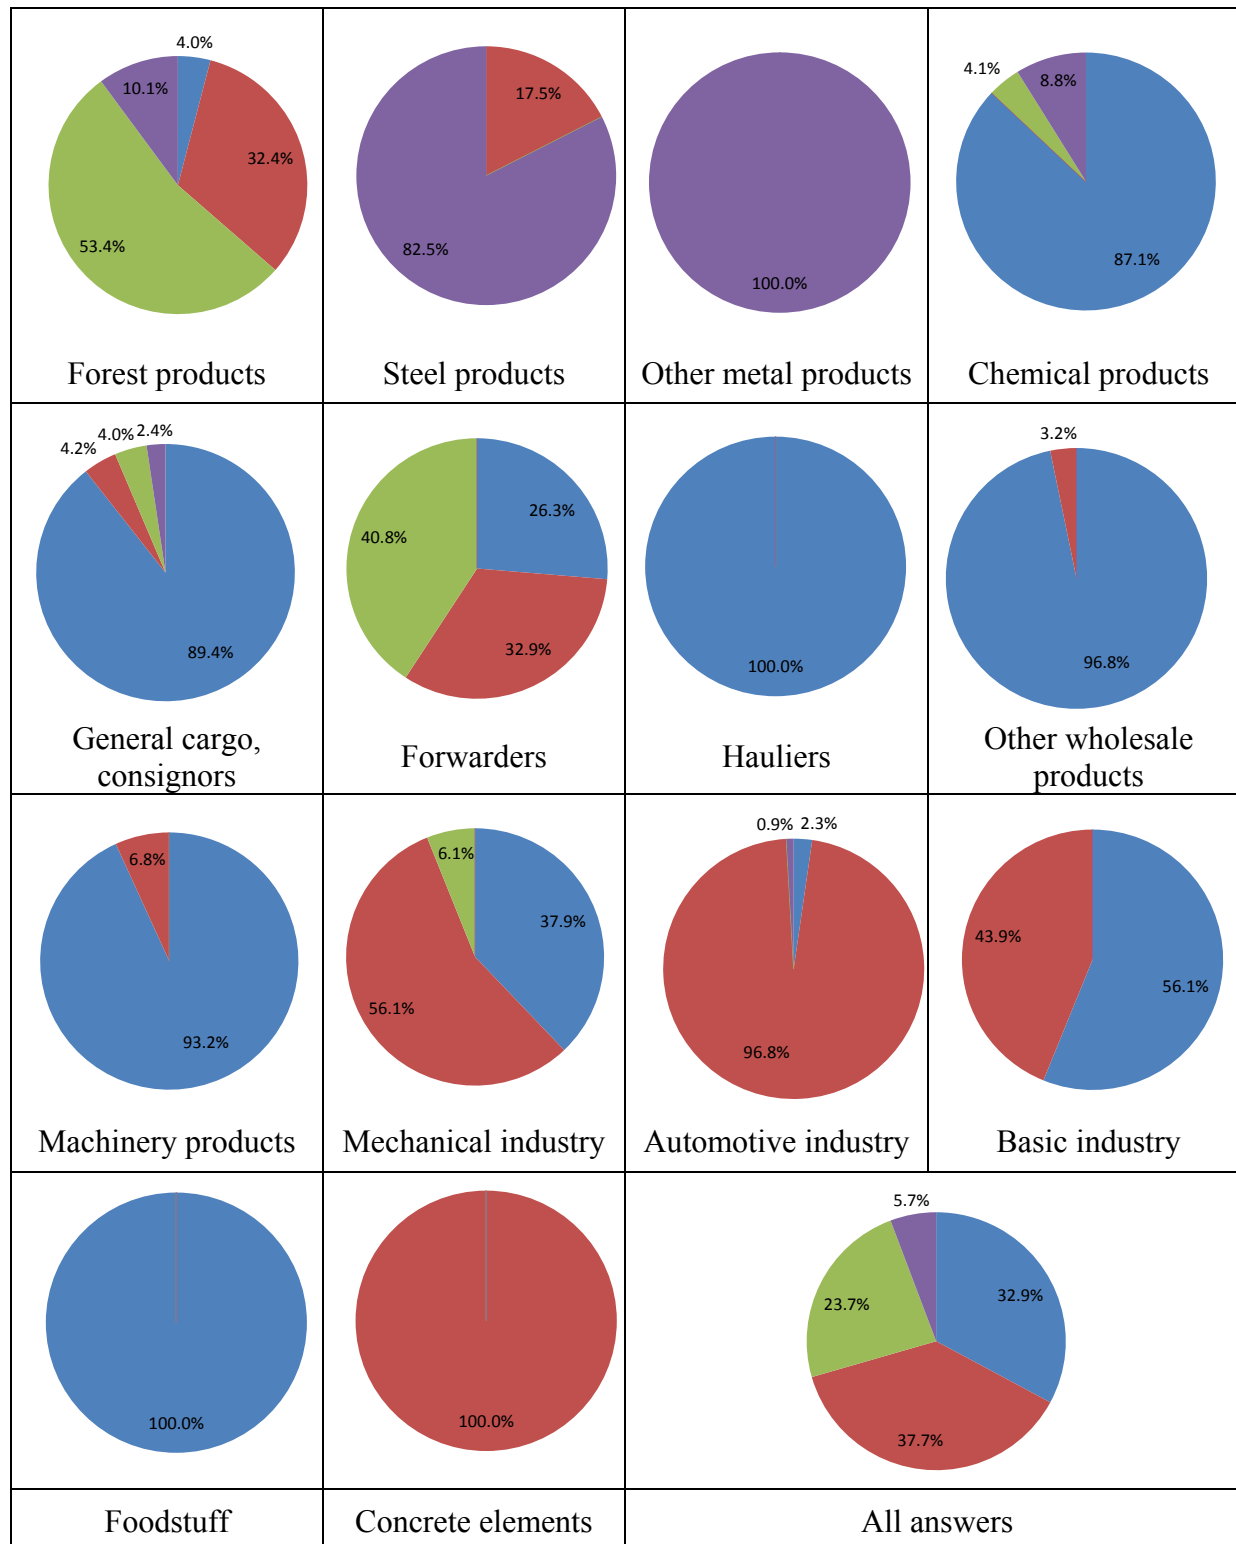 4.0%
10.1%
32.4%
53.4%
Forest products
17.5%
82.5%
Steel products
100.0%
Other metal products
4.1%
8.8%
87.1%
Chemical products
4.2%
4.0%
2.4%
89.4%
General cargo,
consignors
26.3%
40.8%
32.9%
Forwarders
100.0%
Hauliers
3.2%
96.8%
Other wholesale
products
6.8%
93.2%
Machinery products
6.1%
37.9%
56.1%
Mechanical industry
0.9%
2.3%
96.8%
Automotive industry
43.9%
56.1%
Basic industry
100.0%
Foodstuff
100.0%
Concrete elements
5.7%
32.9%
23.7%
37.7%
All answers